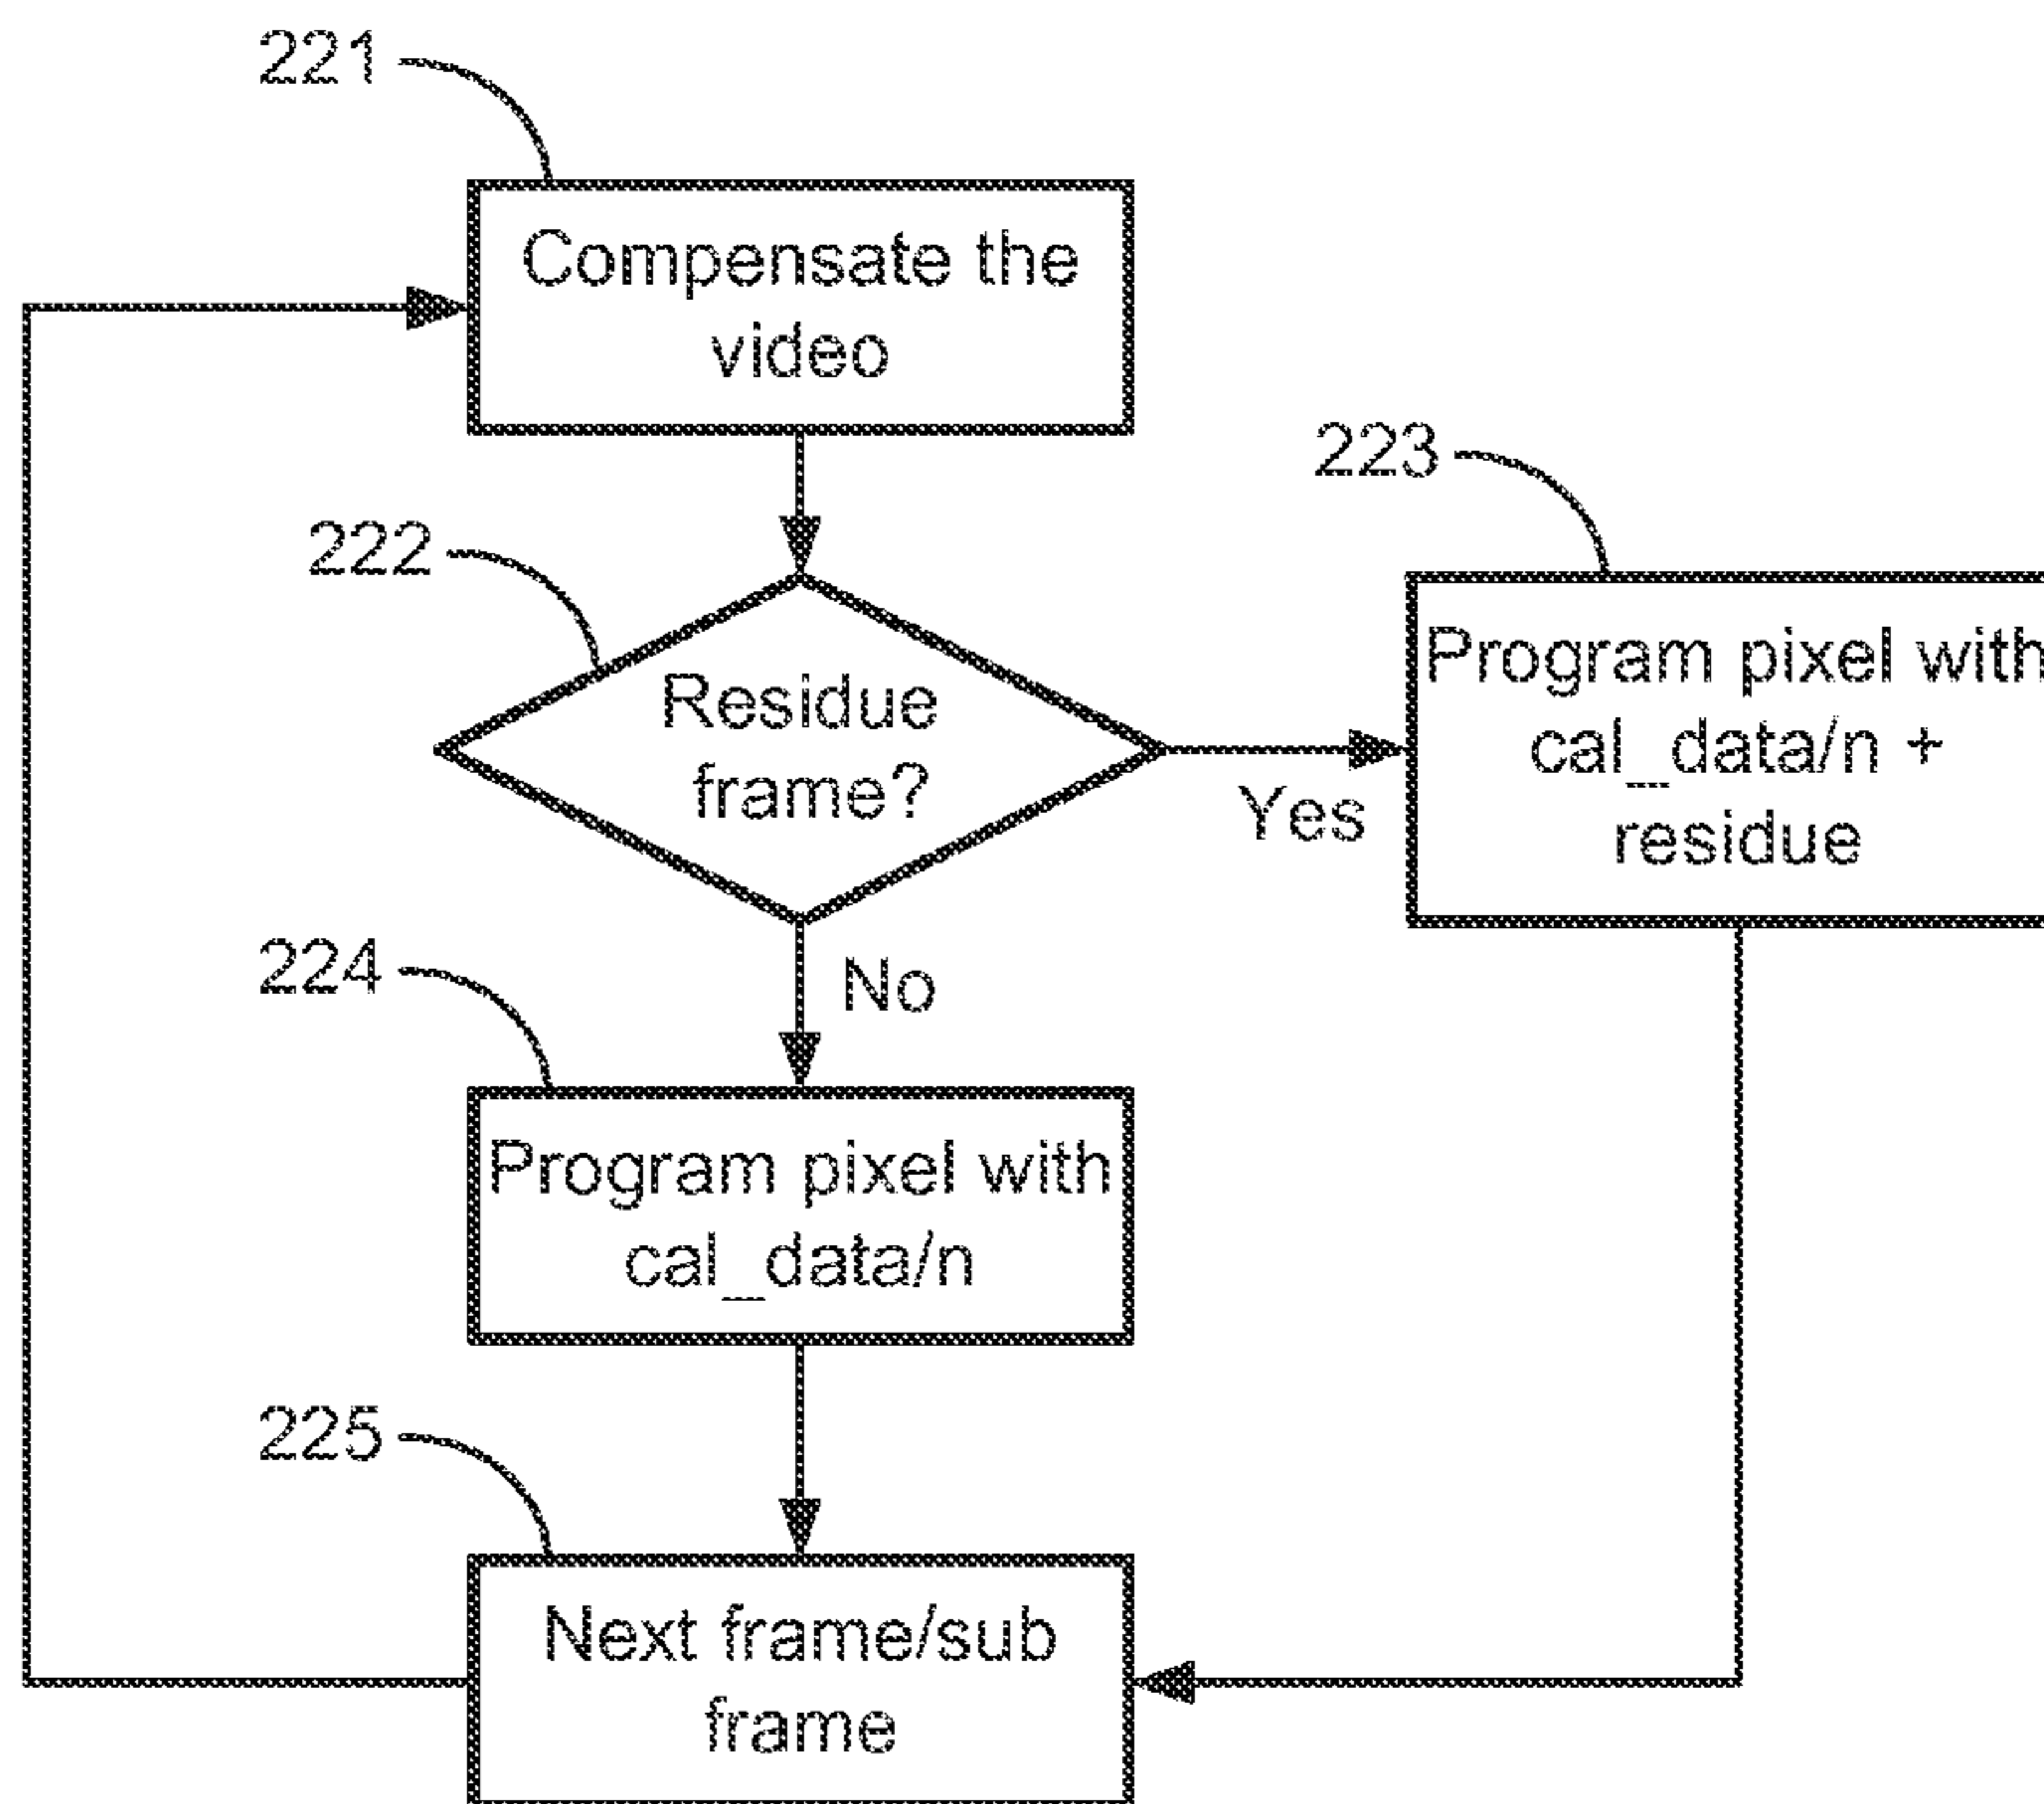 221
Compensate the
video
222
Residue
frame?
Yes
223
Program pixel with
cal_data/n +
residue
No
224
Program pixel with
cal_data/n
225
Next frame/sub
frame